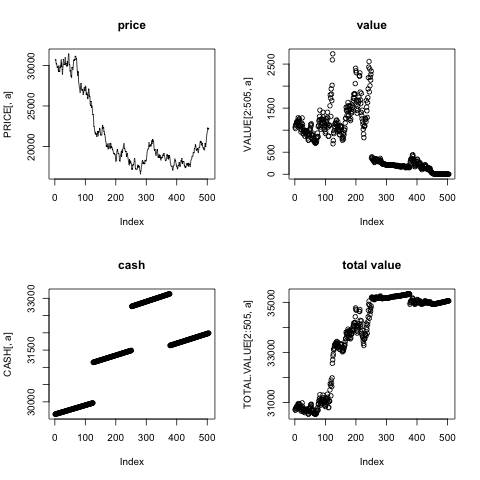 price
PRICE[, a]
20000 25000 30000
0 100 200 300 400 500
Index
value
VALUE[2:505, a]
0 500 1500 2500
0 100 200 300 400 500
Index
cash
CASH[, a]
30000 31500 33000
0 100 200 300 400 500
Index
total value
TOTAL.VALUE[2:505, a]
31000 33000 35000
0 100 200 300 400 500
Index